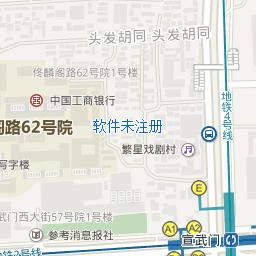 头发胡同 头发胡同
佟麟阁路62号院1号楼
中国工商银行
阁路62号院
软件未注册
地铁4号线
繁星戏剧村
写字楼
E
武门西大街57号院1号楼
宣武门
参考消息报社
A1 A2
地铁2号线